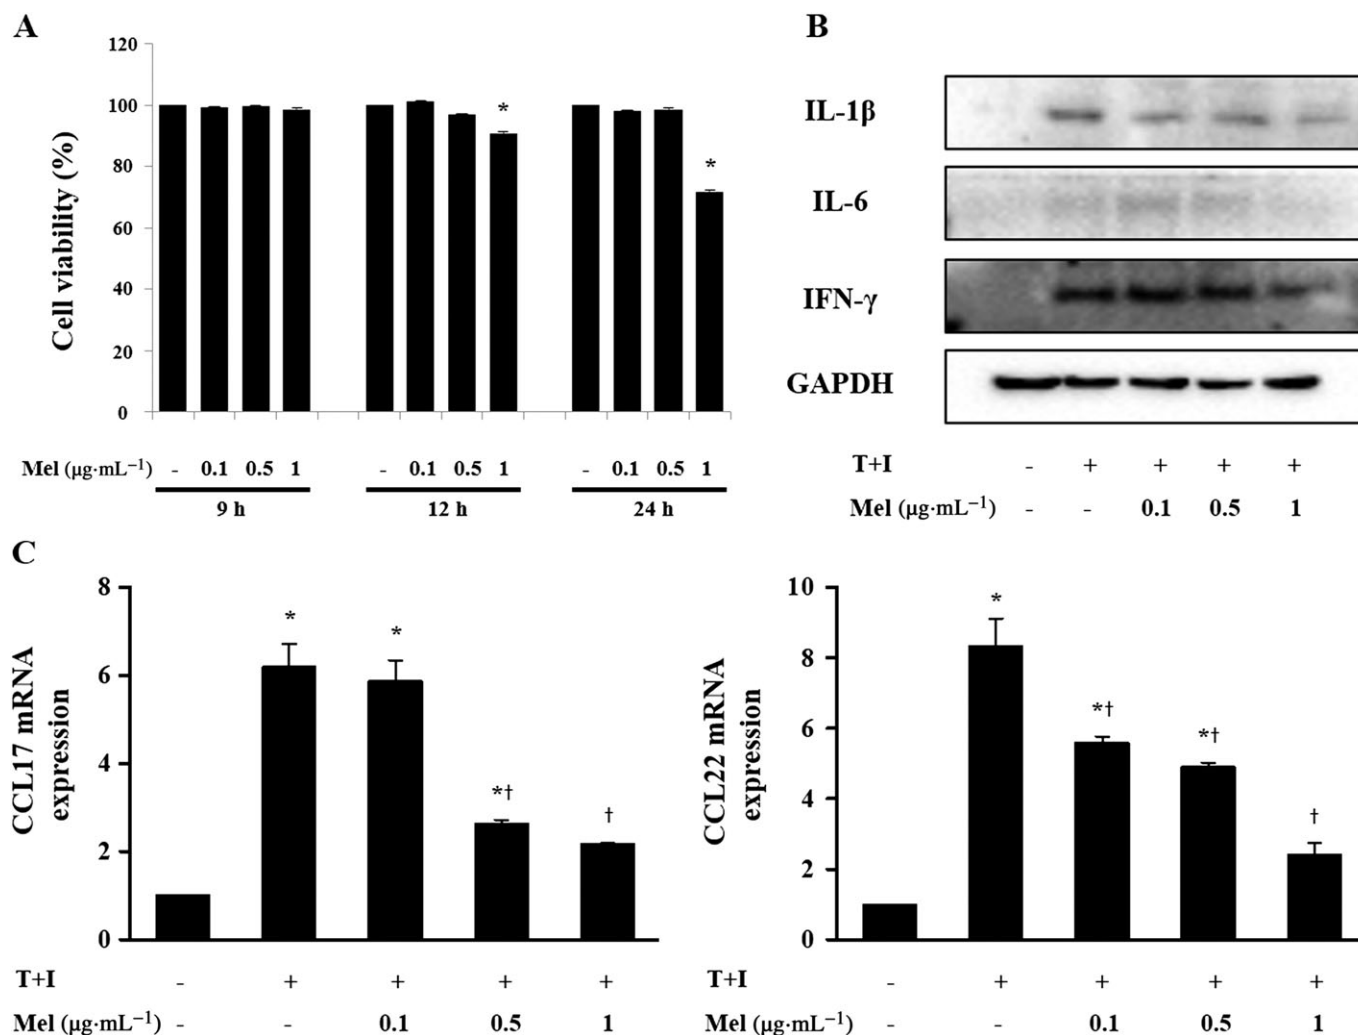 A
120
100
80
60
40
20
0
Cell viability (%)
*
*
Mel (µg·mL⁻¹) - 0.1 0.5 1 - 0.1 0.5 1 - 0.1 0.5 1
9 h 12 h 24 h
B
IL-1β
IL-6
IFN-γ
GAPDH
T+I - + + + +
Mel (µg·mL⁻¹) - - 0.1 0.5 1
C
8
6
4
2
0
CCL17 mRNA
expression
* * *† †
T+I - + + + +
Mel (µg·mL⁻¹) - - 0.1 0.5 1
10
8
6
4
2
0
CCL22 mRNA
expression
* *† *† †
T+I - + + + +
Mel (µg·mL⁻¹) - - 0.1 0.5 1